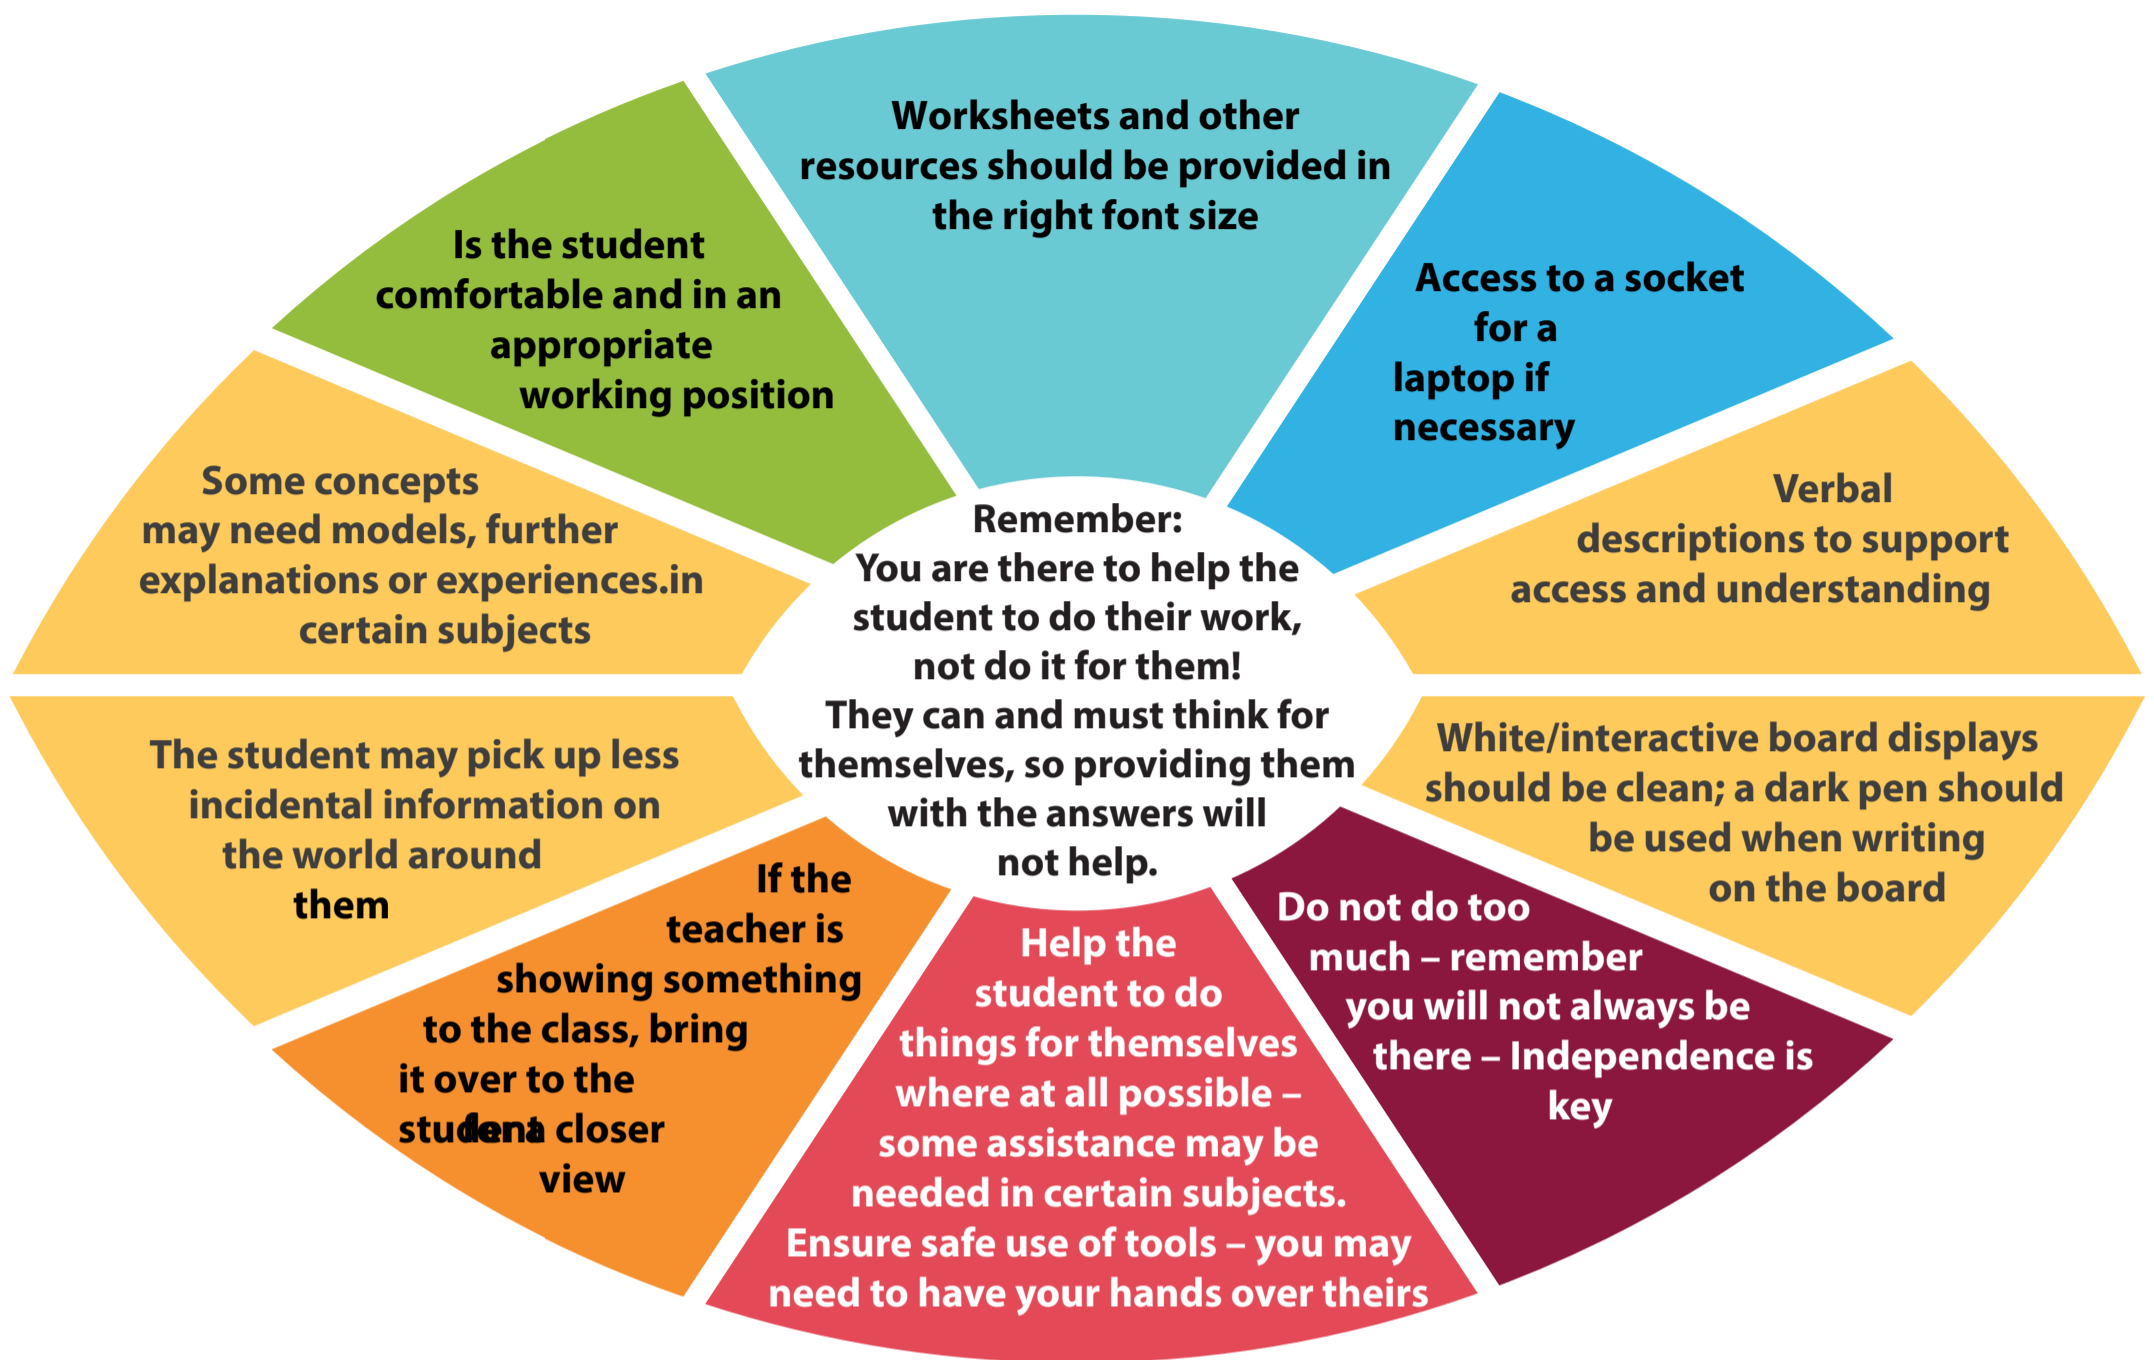 Worksheets and other
resources should be provided in
the right font size
Access to a socket
for a
laptop if
necessary
Verbal
descriptions to support
access and understanding
White/interactive board displays
should be clean; a dark pen should
be used when writing
on the board
Do not do too
much – remember
you will not always be
there – Independence is
key
Help the
student to do
things for themselves
where at all possible –
some assistance may be
needed in certain subjects.
Ensure safe use of tools – you may
need to have your hands over theirs
If the
teacher is
showing something
to the class, bring
it over to the
student for a closer
view
The student may pick up less
incidental information on
the world around
them
Some concepts
may need models, further
explanations or experiences.in
certain subjects
Is the student
comfortable and in an
appropriate
working position
Remember:
You are there to help the
student to do their work,
not do it for them!
They can and must think for
themselves, so providing them
with the answers will
not help.